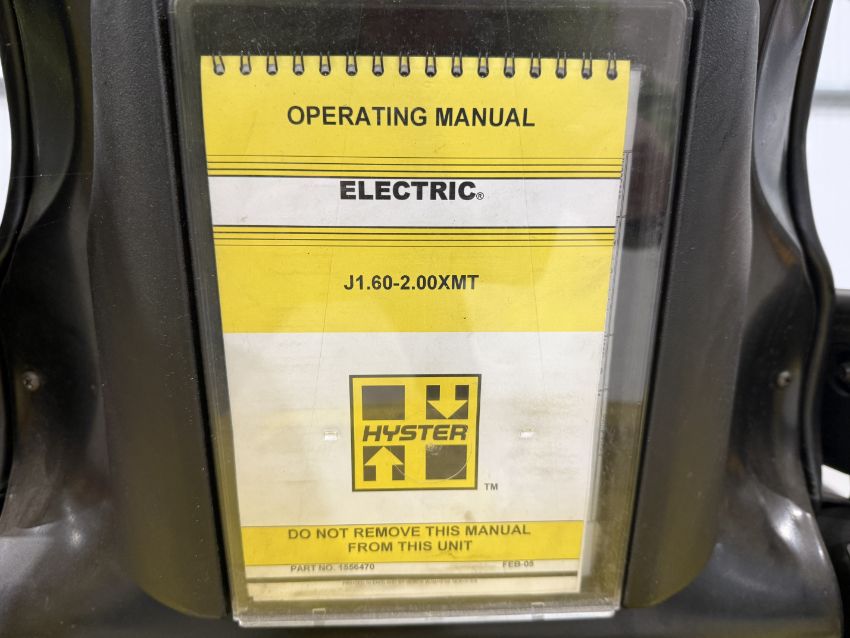 OPERATING MANUAL
ELECTRIC®
J1.60-2.00XMT
HYSTER
TM
DO NOT REMOVE THIS MANUAL
FROM THIS UNIT
PART NO. 1556470 FEB-05